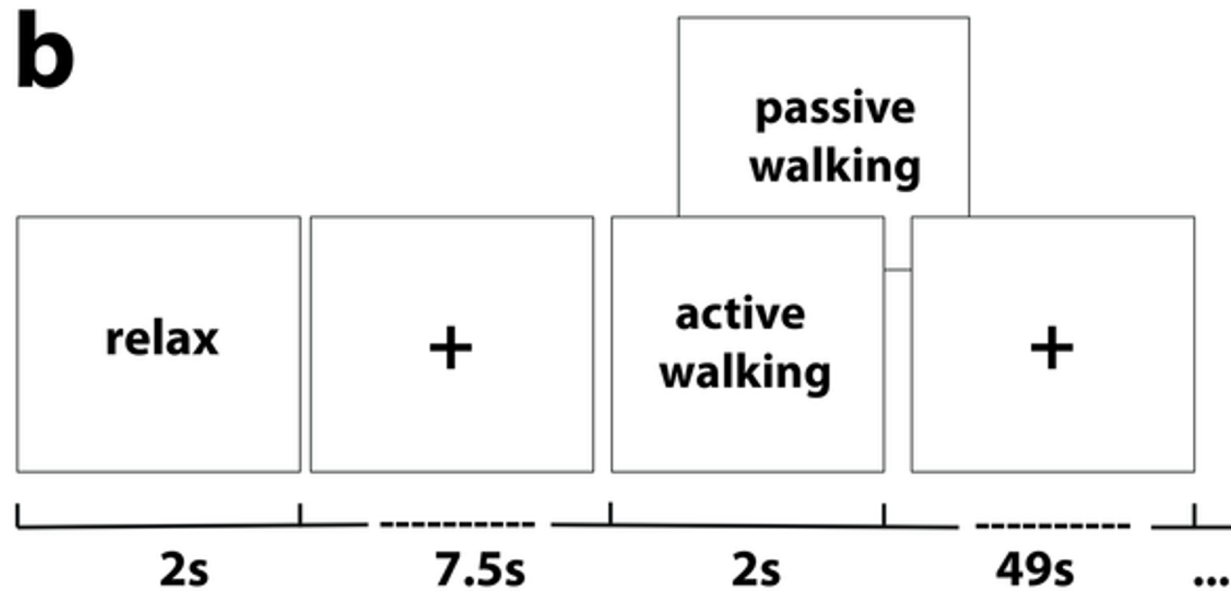 b
passive
walking
relax
+
active
walking
+
2s
7.5s
2s
49s
...